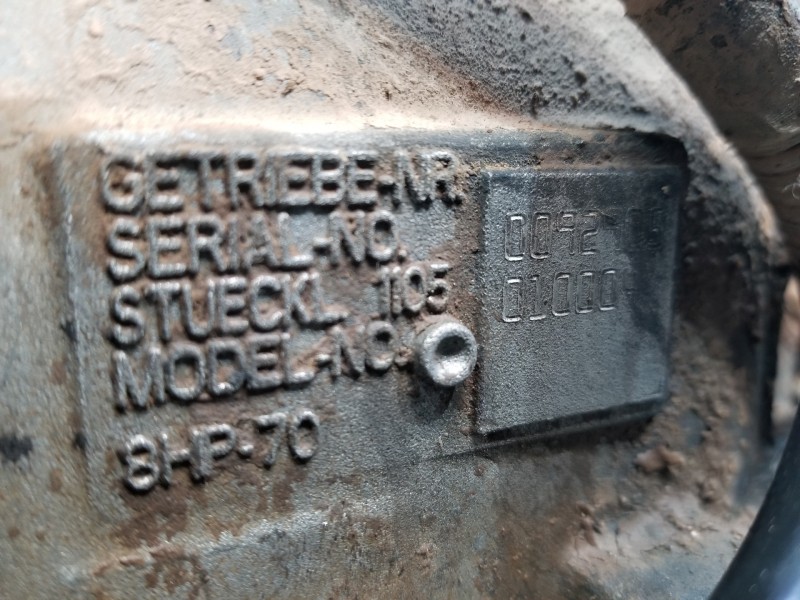 GETRIEBE-NR.
SERIAL-NO.
STUECKL. 1105
MODEL-NO.
8HP-70
0092
01000